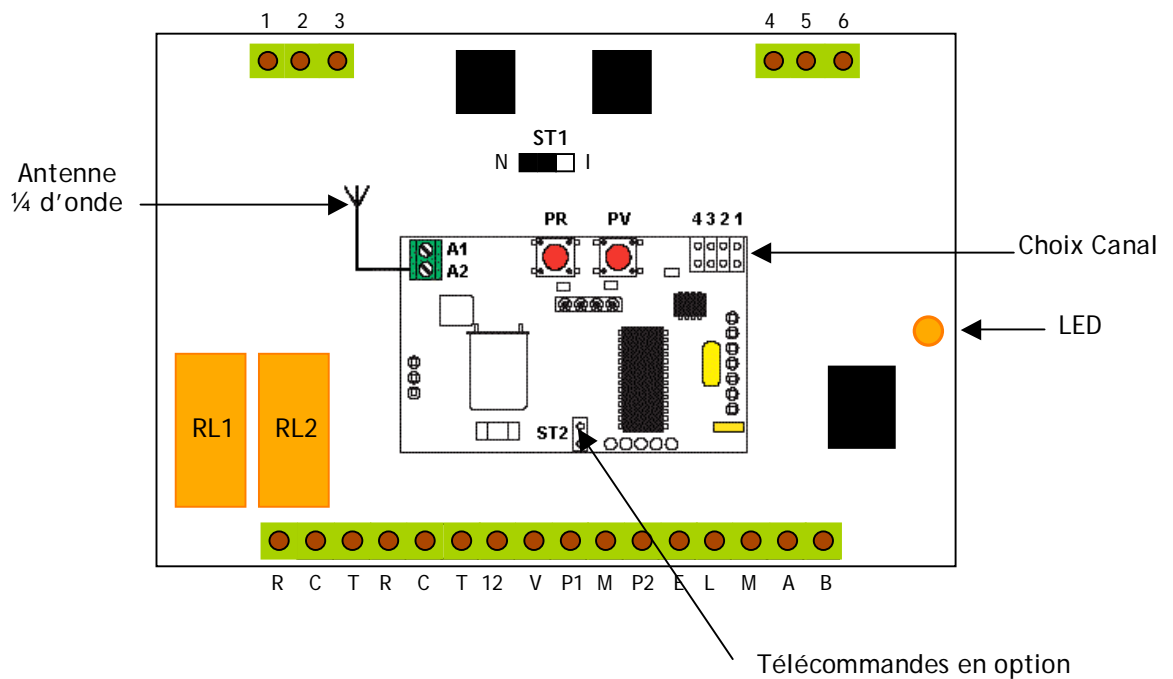 1 2 3
4 5 6
ST1
N I
Antenne
¼ d'onde
PR PV 4 3 2 1
A1
A2
Choix Canal
LED
RL1 RL2
ST2
R C T R C T 12 V P1 M P2 E L M A B
Télécommandes en option